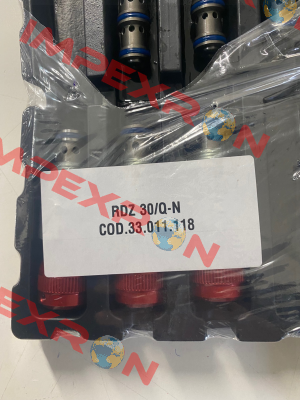 IMPEXRON
IMPEXRON
RDZ 30/Q-N
COD.33.011.118
IMPEXRON